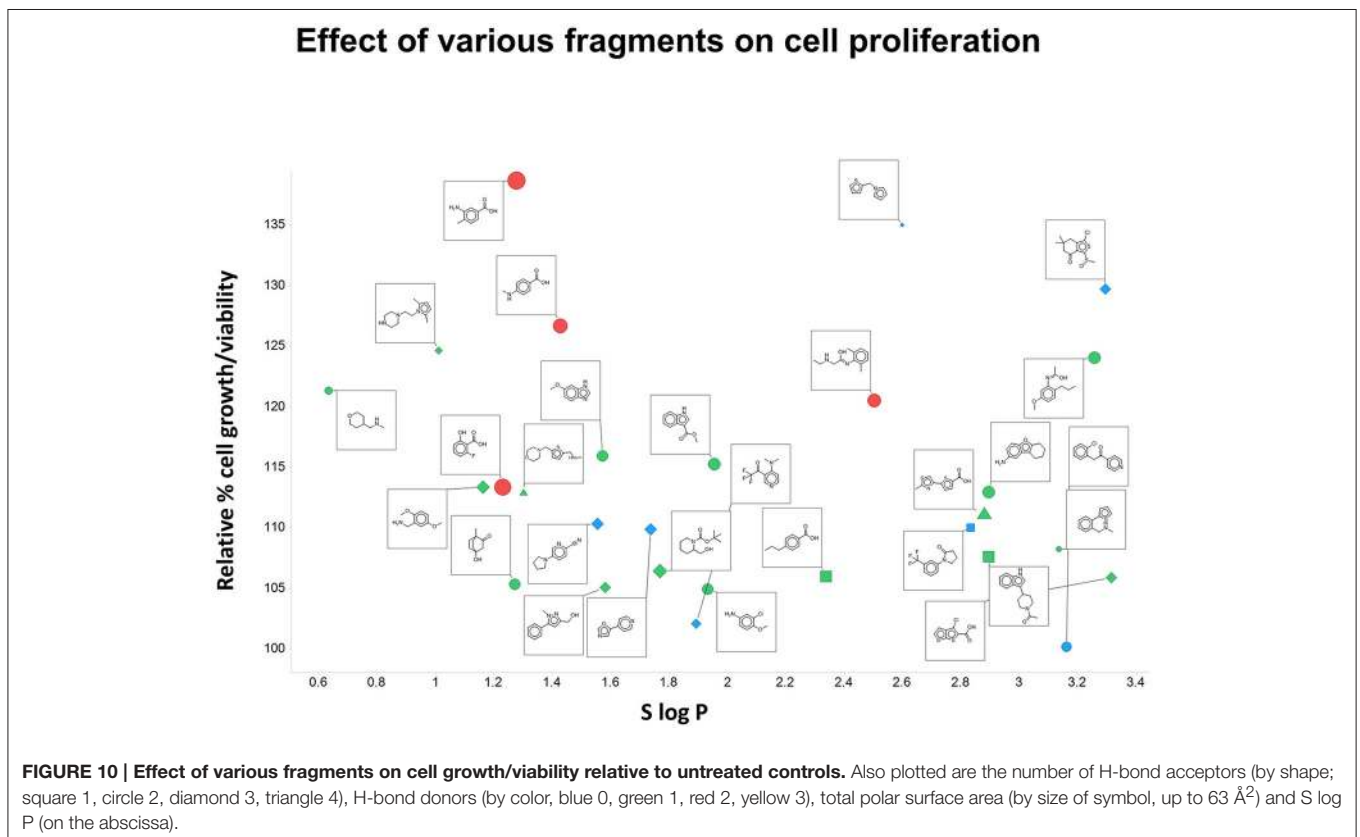 Effect of various fragments on cell proliferation
Relative % cell growth/viability
135
130
125
120
115
110
105
100
0.6 0.8 1 1.2 1.4 1.6 1.8 2 2.2 2.4 2.6 2.8 3 3.2 3.4
S log P
FIGURE 10 | Effect of various fragments on cell growth/viability relative to untreated controls. Also plotted are the number of H-bond acceptors (by shape;
square 1, circle 2, diamond 3, triangle 4), H-bond donors (by color, blue 0, green 1, red 2, yellow 3), total polar surface area (by size of symbol, up to 63 Å²) and S log
P (on the abscissa).